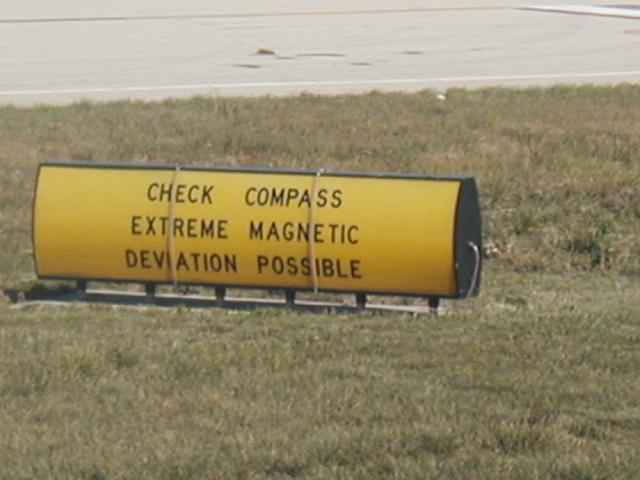 CHECK COMPASS
EXTREME MAGNETIC
DEVIATION POSSIBLE